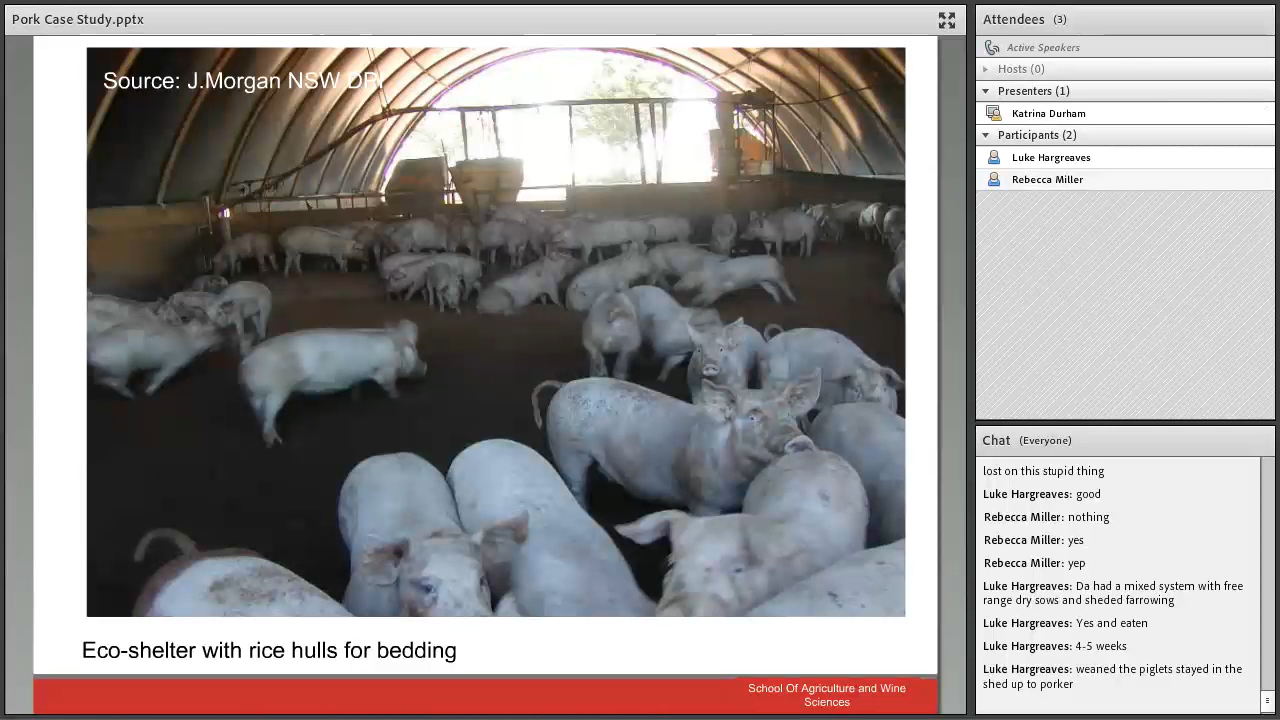 Pork Case Study.pptx
Source: J.Morgan NSW DPI
Eco-shelter with rice hulls for bedding
School Of Agriculture and Wine
Sciences
Attendees (3)
Active Speakers
Hosts (0)
Presenters (1)
Katrina Durham
Participants (2)
Luke Hargreaves
Rebecca Miller
Chat (Everyone)
lost on this stupid thing
Luke Hargreaves: good
Rebecca Miller: nothing
Rebecca Miller: yes
Rebecca Miller: yep
Luke Hargreaves: Da had a mixed system with free
range dry sows and sheded farrowing
Luke Hargreaves: Yes and eaten
Luke Hargreaves: 4-5 weeks
Luke Hargreaves: weaned the piglets stayed in the
shed up to porker